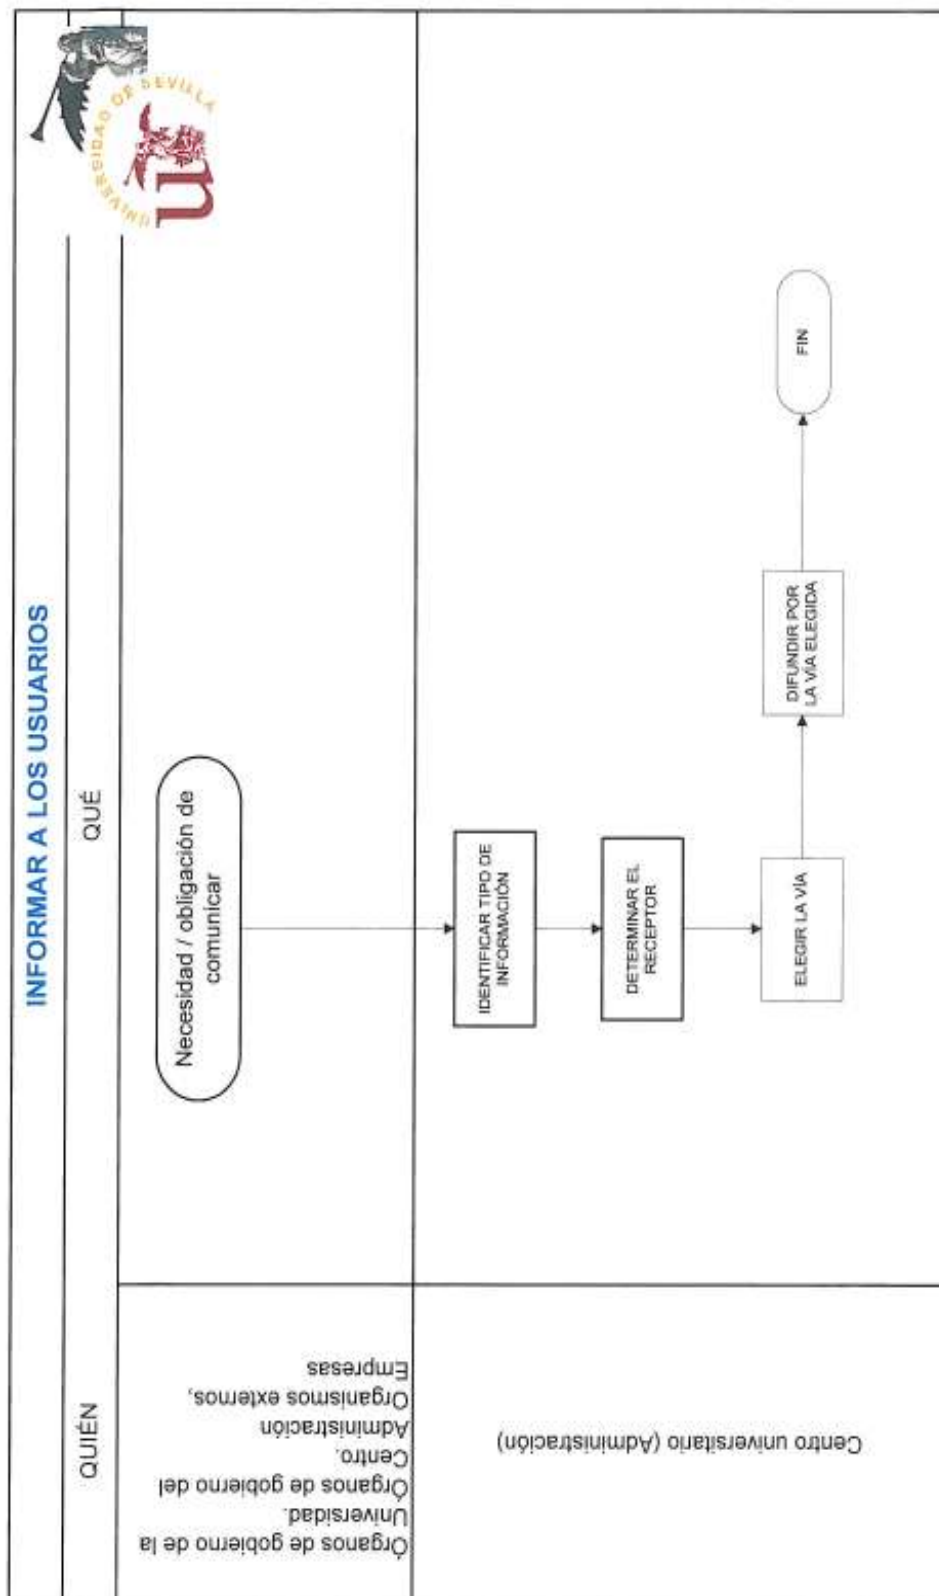 INFORMAR A LOS USUARIOS
QUIÉN
QUÉ
UNIVERSIDAD DE SEVILLA
Órganos de gobierno de la
Universidad.
Órganos de gobierno del
Centro.
Administración
Organismos externos,
Empresas
Necesidad / obligación de
comunicar
Centro universitario (Administración)
IDENTIFICAR TIPO DE
INFORMACIÓN
DETERMINAR EL
RECEPTOR
ELEGIR LA VÍA
DIFUNDIR POR
LA VÍA ELEGIDA
FIN